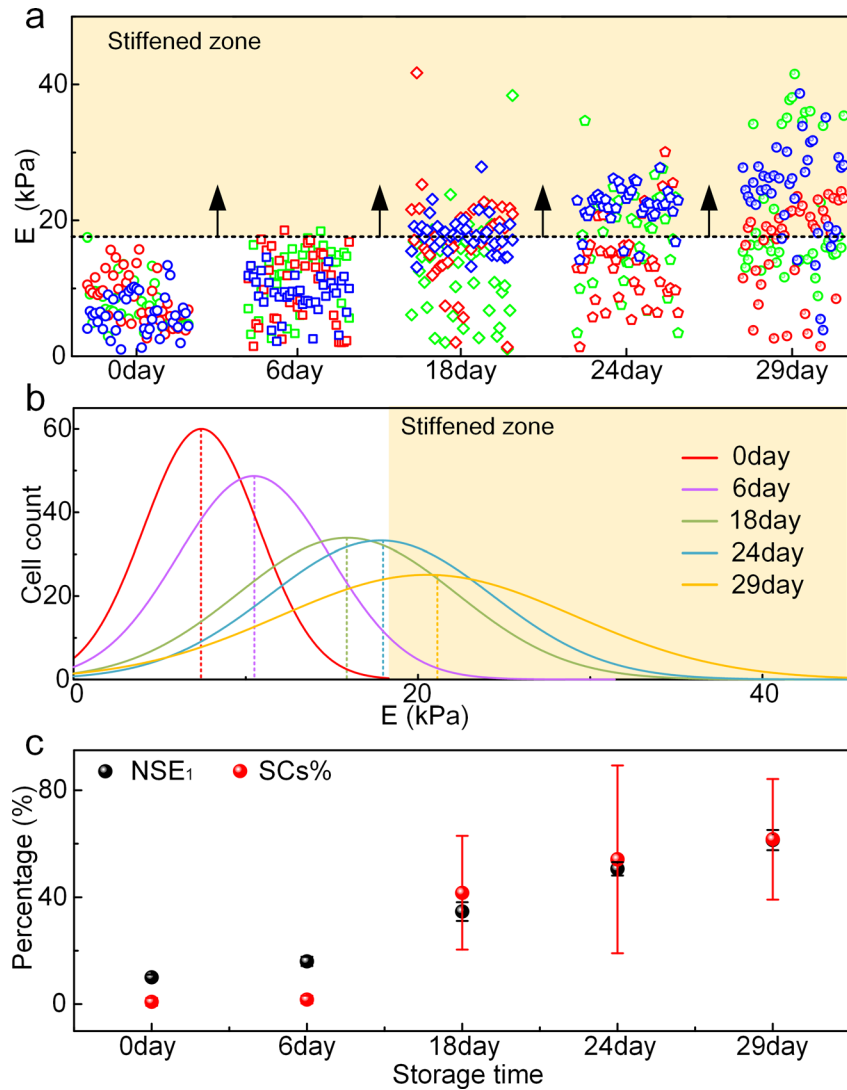 a
Stiffened zone
40
20
0
E (kPa)
0day 6day 18day 24day 29day
b
Stiffened zone
60
40
20
0
Cell count
0day
6day
18day
24day
29day
0 20 40
E (kPa)
c
NSE₁ SCs%
80
40
0
Percentage (%)
0day 6day 18day 24day 29day
Storage time